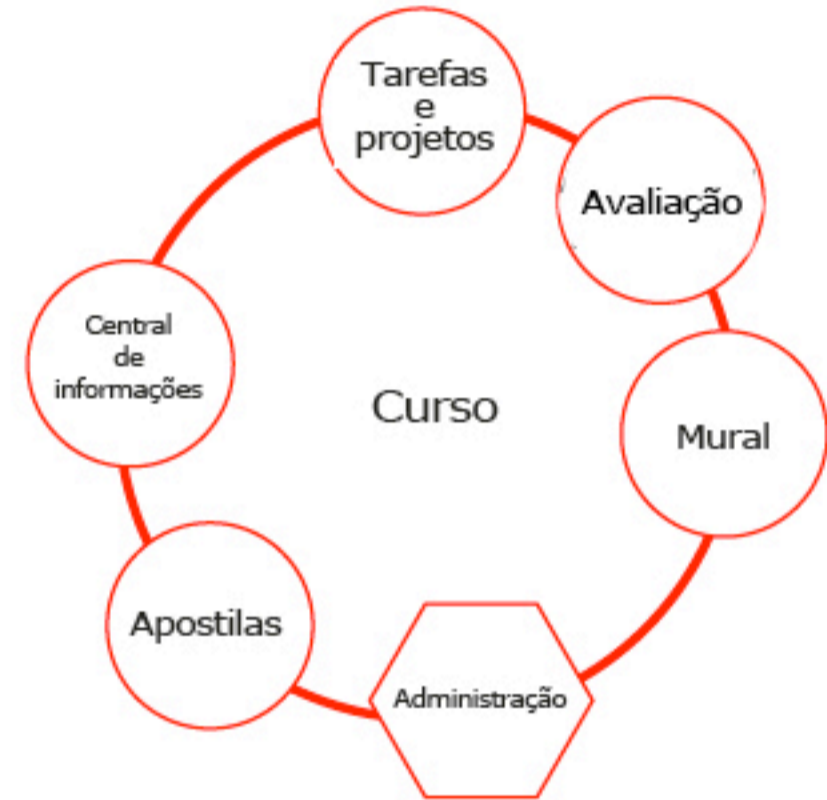 Tarefas
e
projetos
Avaliação
Central
de
informações
Curso
Mural
Apostilas
Administração